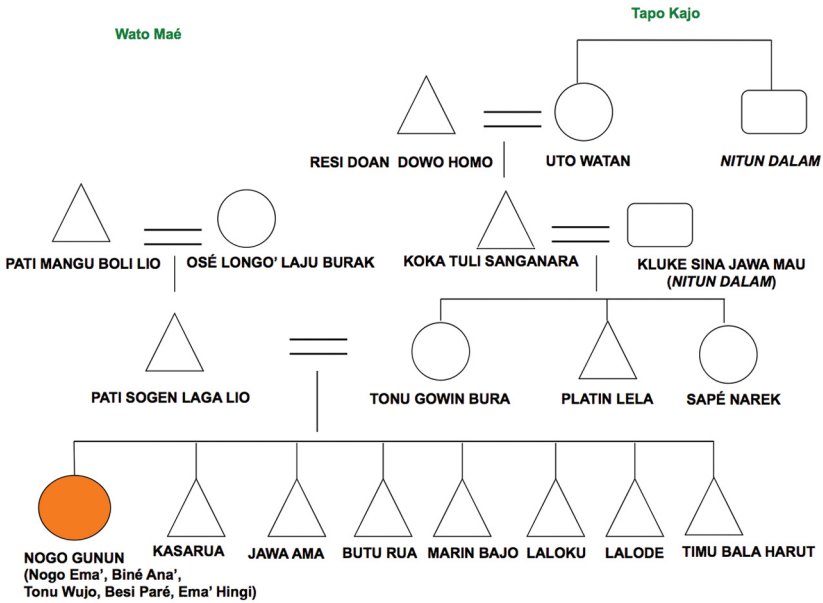 Wato Maé
Tapo Kajo
RESI DOAN DOWO HOMO
UTO WATAN
NITUN DALAM
PATI MANGU BOLI LIO
OSÉ LONGO' LAJU BURAK
KOKA TULI SANGANARA
KLUKE SINA JAWA MAU
(NITUN DALAM)
PATI SOGEN LAGA LIO
TONU GOWIN BURA
PLATIN LELA
SAPÉ NAREK
NOGO GUNUN
(Nogo Ema', Biné Ana',
Tonu Wujo, Besi Paré, Ema' Hingi)
KASARUA
JAWA AMA
BUTU RUA
MARIN BAJO
LALOKU
LALODE
TIMU BALA HARUT